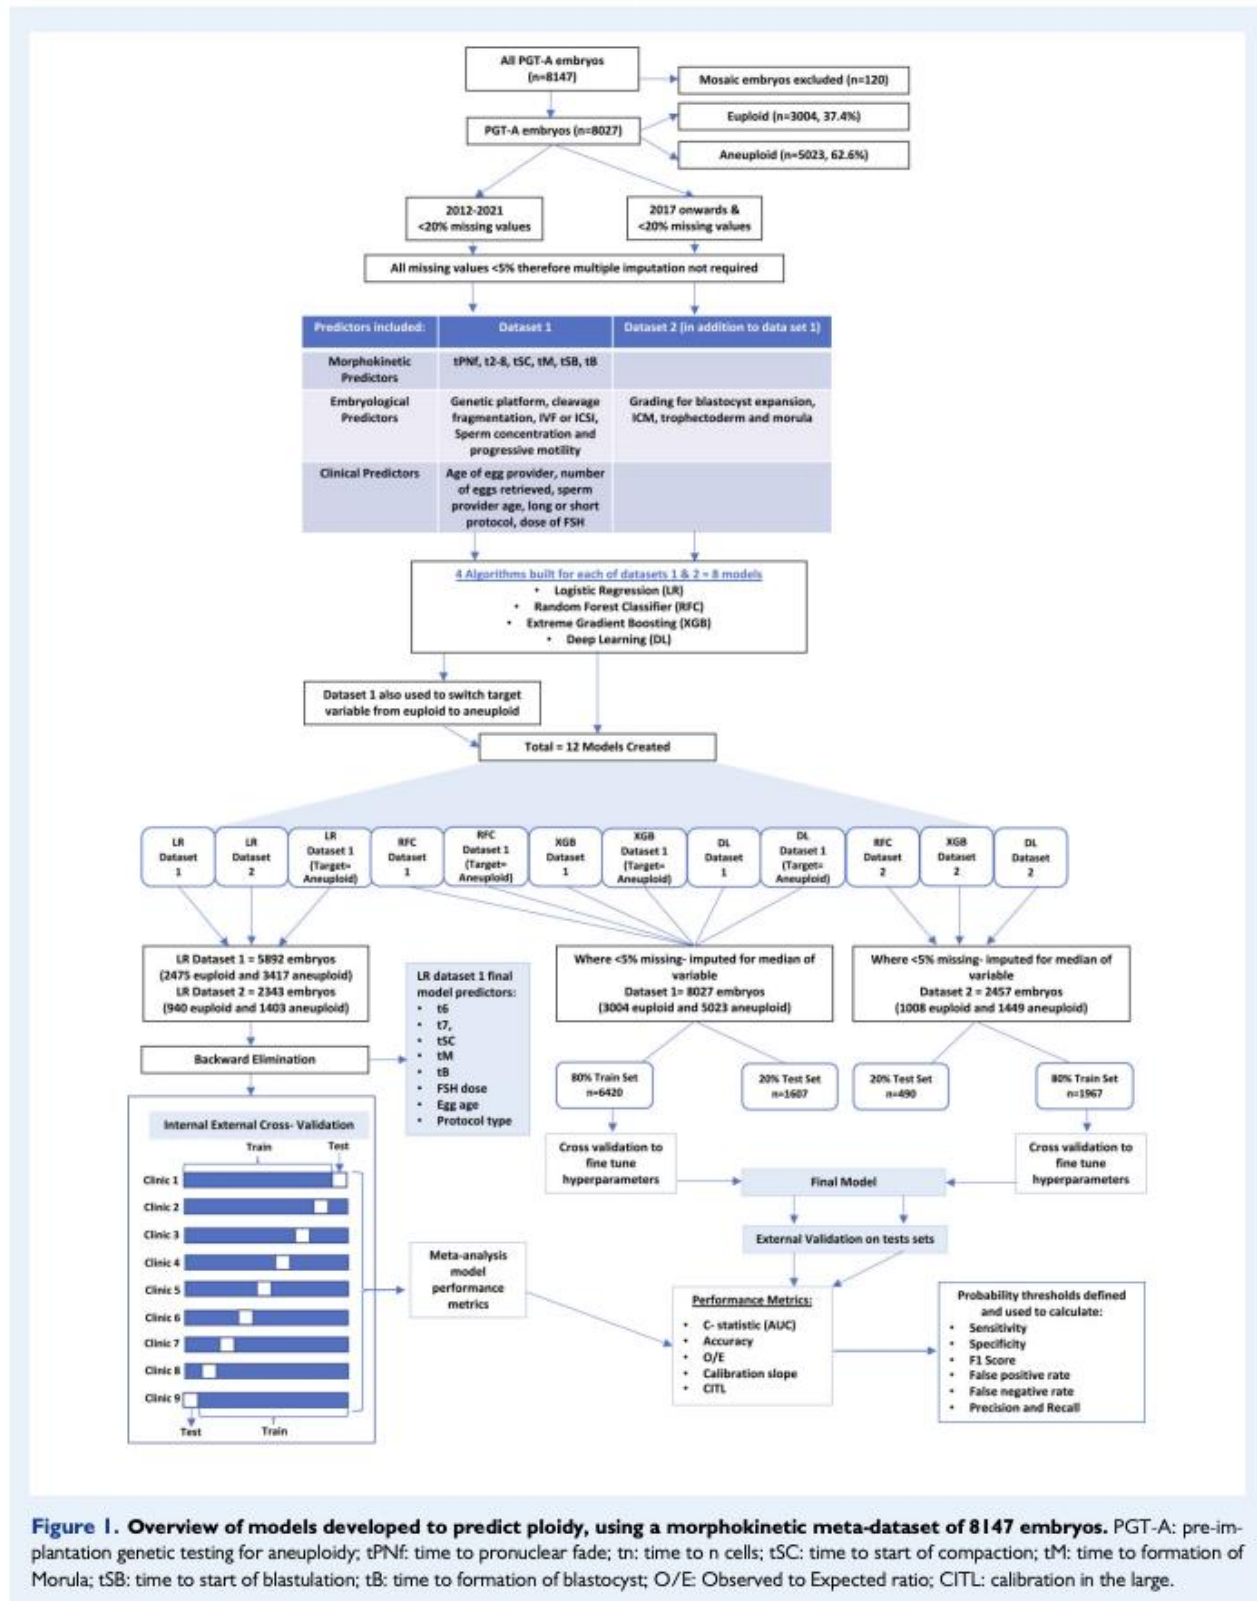 All PGT-A embryos
(n=8147)
Mosaic embryos excluded (n=120)
PGT-A embryos (n=8027)
Euploid (n=3004, 37.4%)
Aneuploid (n=5023, 62.6%)
2012-2021
<20% missing values
2017 onwards &
<20% missing values
All missing values <5% therefore multiple imputation not required
Predictors included:
Dataset 1
Dataset 2 (in addition to data set 1)
Morphokinetic
Predictors
tPNf, t2-8, tSC, tM, tSB, tB
Embryological
Predictors
Genetic platform, cleavage
fragmentation, IVF or ICSI,
Sperm concentration and
progressive motility
Grading for blastocyst expansion,
ICM, trophectoderm and morula
Clinical Predictors
Age of egg provider, number
of eggs retrieved, sperm
provider age, long or short
protocol, dose of FSH
4 Algorithms built for each of datasets 1 & 2 = 8 models
• Logistic Regression (LR)
• Random Forest Classifier (RFC)
• Extreme Gradient Boosting (XGB)
• Deep Learning (DL)
Dataset 1 also used to switch target
variable from euploid to aneuploid
Total = 12 Models Created
LR
Dataset
1
LR
Dataset
2
LR
Dataset 1
(Target=
Aneuploid)
RFC
Dataset
1
RFC
Dataset 1
(Target=
Aneuploid)
XGB
Dataset
1
XGB
Dataset 1
(Target=
Aneuploid)
DL
Dataset
1
DL
Dataset 1
(Target=
Aneuploid)
RFC
Dataset
2
XGB
Dataset
2
DL
Dataset
2
LR Dataset 1 = 5892 embryos
(2475 euploid and 3417 aneuploid)
LR Dataset 2 = 2343 embryos
(940 euploid and 1403 aneuploid)
LR dataset 1 final
model predictors:
• t6
• t7,
• tSC
• tM
• tB
• FSH dose
• Egg age
• Protocol type
Where <5% missing- imputed for median of
variable
Dataset 1= 8027 embryos
(3004 euploid and 5023 aneuploid)
Where <5% missing- imputed for median of
variable
Dataset 2 = 2457 embryos
(1008 euploid and 1449 aneuploid)
Backward Elimination
80% Train Set
n=6420
20% Test Set
n=1607
20% Test Set
n=490
80% Train Set
n=1967
Internal External Cross- Validation
Train
Test
Clinic 1
Clinic 2
Clinic 3
Clinic 4
Clinic 5
Clinic 6
Clinic 7
Clinic 8
Clinic 9
Test
Train
Cross validation to
fine tune
hyperparameters
Cross validation to
fine tune
hyperparameters
Final Model
External Validation on tests sets
Meta-analysis
model
performance
metrics
Performance Metrics:
• C- statistic (AUC)
• Accuracy
• O/E
• Calibration slope
• CITL
Probability thresholds defined
and used to calculate:
• Sensitivity
• Specificity
• F1 Score
• False positive rate
• False negative rate
• Precision and Recall
Figure 1. Overview of models developed to predict ploidy, using a morphokinetic meta-dataset of 8147 embryos. PGT-A: pre-im-
plantation genetic testing for aneuploidy; tPNf: time to pronuclear fade; tn: time to n cells; tSC: time to start of compaction; tM: time to formation of
Morula; tSB: time to start of blastulation; tB: time to formation of blastocyst; O/E: Observed to Expected ratio; CITL: calibration in the large.